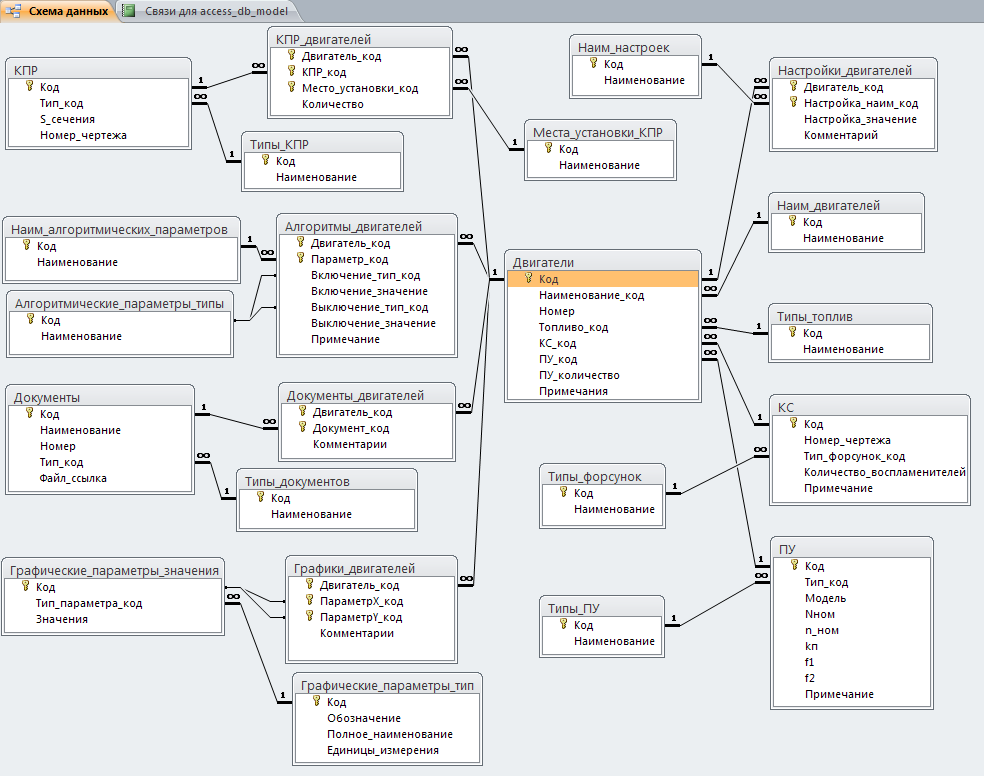 Схема данных
Связи для access_db_model
КПР
Код
Тип_код
S_сечения
Номер_чертежа
1
∞
КПР_двигателей
Двигатель_код
КПР_код
Место_установки_код
Количество
∞
∞
∞
Типы_КПР
Код
Наименование
1
Наим_настроек
Код
Наименование
1
Настройки_двигателей
Двигатель_код
Настройка_наим_код
Настройка_значение
Комментарий
∞
∞
Места_установки_КПР
Код
Наименование
1
Наим_алгоритмических_параметров
Код
Наименование
1
Алгоритмические_параметры_типы
Код
Наименование
Алгоритмы_двигателей
Двигатель_код
Параметр_код
Включение_тип_код
Включение_значение
Выключение_тип_код
Выключение_значение
Примечание
∞
∞
Двигатели
Код
Наименование_код
Номер
Топливо_код
КС_код
ПУ_код
ПУ_количество
Примечания
1
1
∞
∞
∞
∞
Наим_двигателей
Код
Наименование
1
Типы_топлив
Код
Наименование
1
Документы
Код
Наименование
Номер
Тип_код
Файл_ссылка
1
∞
Документы_двигателей
Двигатель_код
Документ_код
Комментарии
∞
∞
Типы_документов
Код
Наименование
1
КС
Код
Номер_чертежа
Тип_форсунок_код
Количество_воспламенителей
Примечание
1
∞
Типы_форсунок
Код
Наименование
1
Графические_параметры_значения
Код
Тип_параметра_код
Значения
∞
Графики_двигателей
Двигатель_код
ПараметрX_код
ПараметрY_код
Комментарии
∞
Графические_параметры_тип
Код
Обозначение
Полное_наименование
Единицы_измерения
1
Типы_ПУ
Код
Наименование
1
ПУ
Код
Тип_код
Модель
Nном
n_ном
kп
f1
f2
Примечание
1
∞